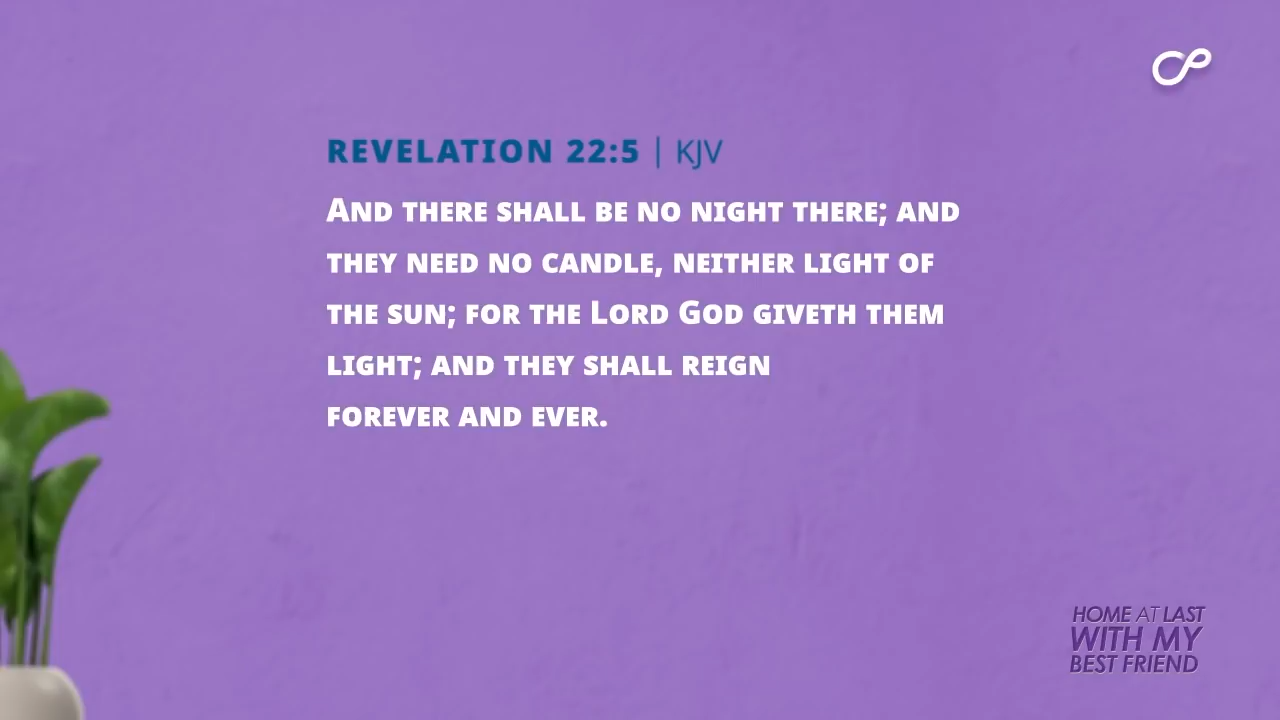 REVELATION 22:5 | KJV
And there shall be no night there; and
they need no candle, neither light of
the sun; for the Lord God giveth them
light; and they shall reign
forever and ever.
HOME AT LAST
WITH MY
BEST FRIEND